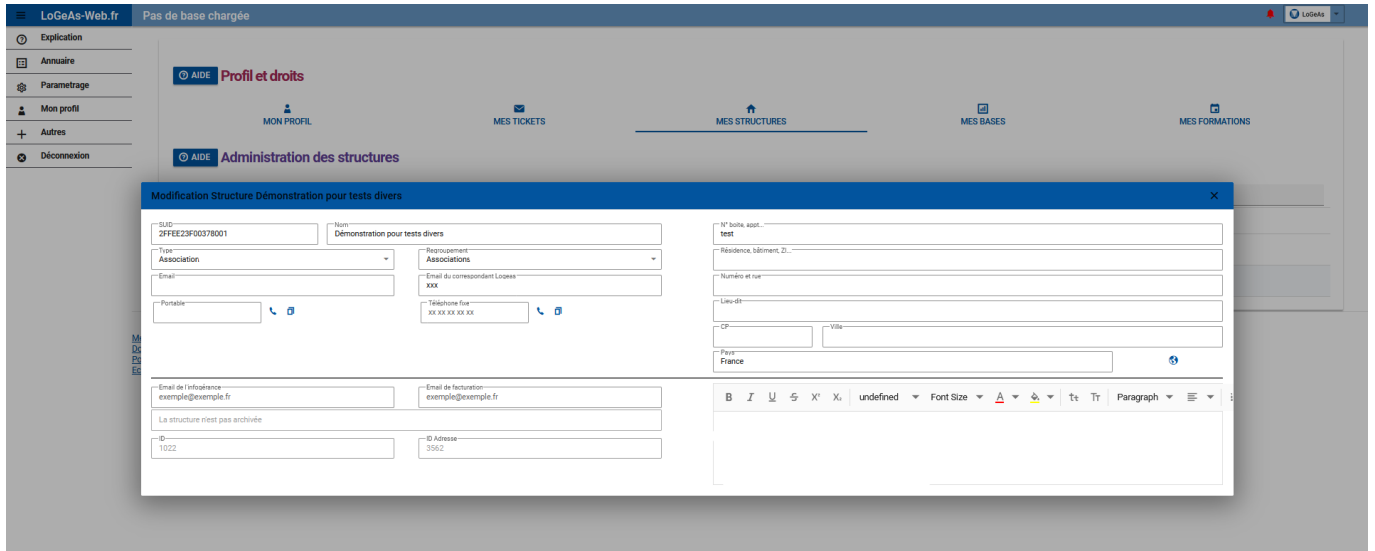 LoGeAs-Web.fr Pas de base chargée LoGeAs
Explication
Annuaire
Parametrage
Mon profil
Autres
Déconnexion
AIDE Profil et droits
MON PROFIL MES TICKETS MES STRUCTURES MES BASES MES FORMATIONS
AIDE Administration des structures
Modification Structure Démonstration pour tests divers
SUID Nom
2FFEE23F00378001 Démonstration pour tests divers
Type Regroupement
Association Associations
Email Email du correspondant Logeas
xxx
Portable Téléphone fixe
xx xx xx xx xx
N° boite, appt...
test
Résidence, bâtiment, ZI...
Numéro et rue
Lieu-dit
CP Ville
Pays
France
Email de l'infogérance Email de facturation
exemple@exemple.fr exemple@exemple.fr
La structure n'est pas archivée
ID ID Adresse
1022 3562
B I U S X¹ X₁ undefined Font Size A Tt TT Paragraph